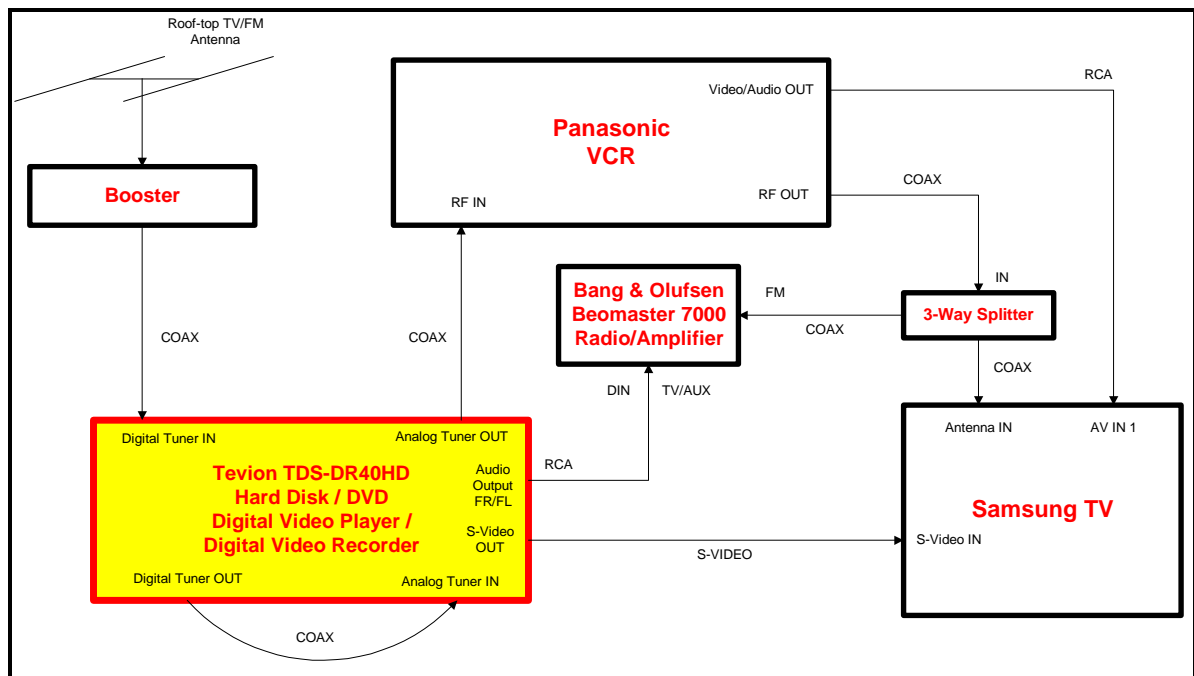 Roof-top TV/FM
Antenna
Booster
COAX
Panasonic
VCR
Video/Audio OUT
RF IN
RF OUT
RCA
COAX
IN
3-Way Splitter
FM
COAX
COAX
Bang & Olufsen
Beomaster 7000
Radio/Amplifier
DIN
TV/AUX
COAX
Digital Tuner IN
Analog Tuner OUT
Tevion TDS-DR40HD
Hard Disk / DVD
Digital Video Player /
Digital Video Recorder
Audio
Output
FR/FL
S-Video
OUT
Digital Tuner OUT
Analog Tuner IN
COAX
RCA
S-VIDEO
Antenna IN
AV IN 1
Samsung TV
S-Video IN